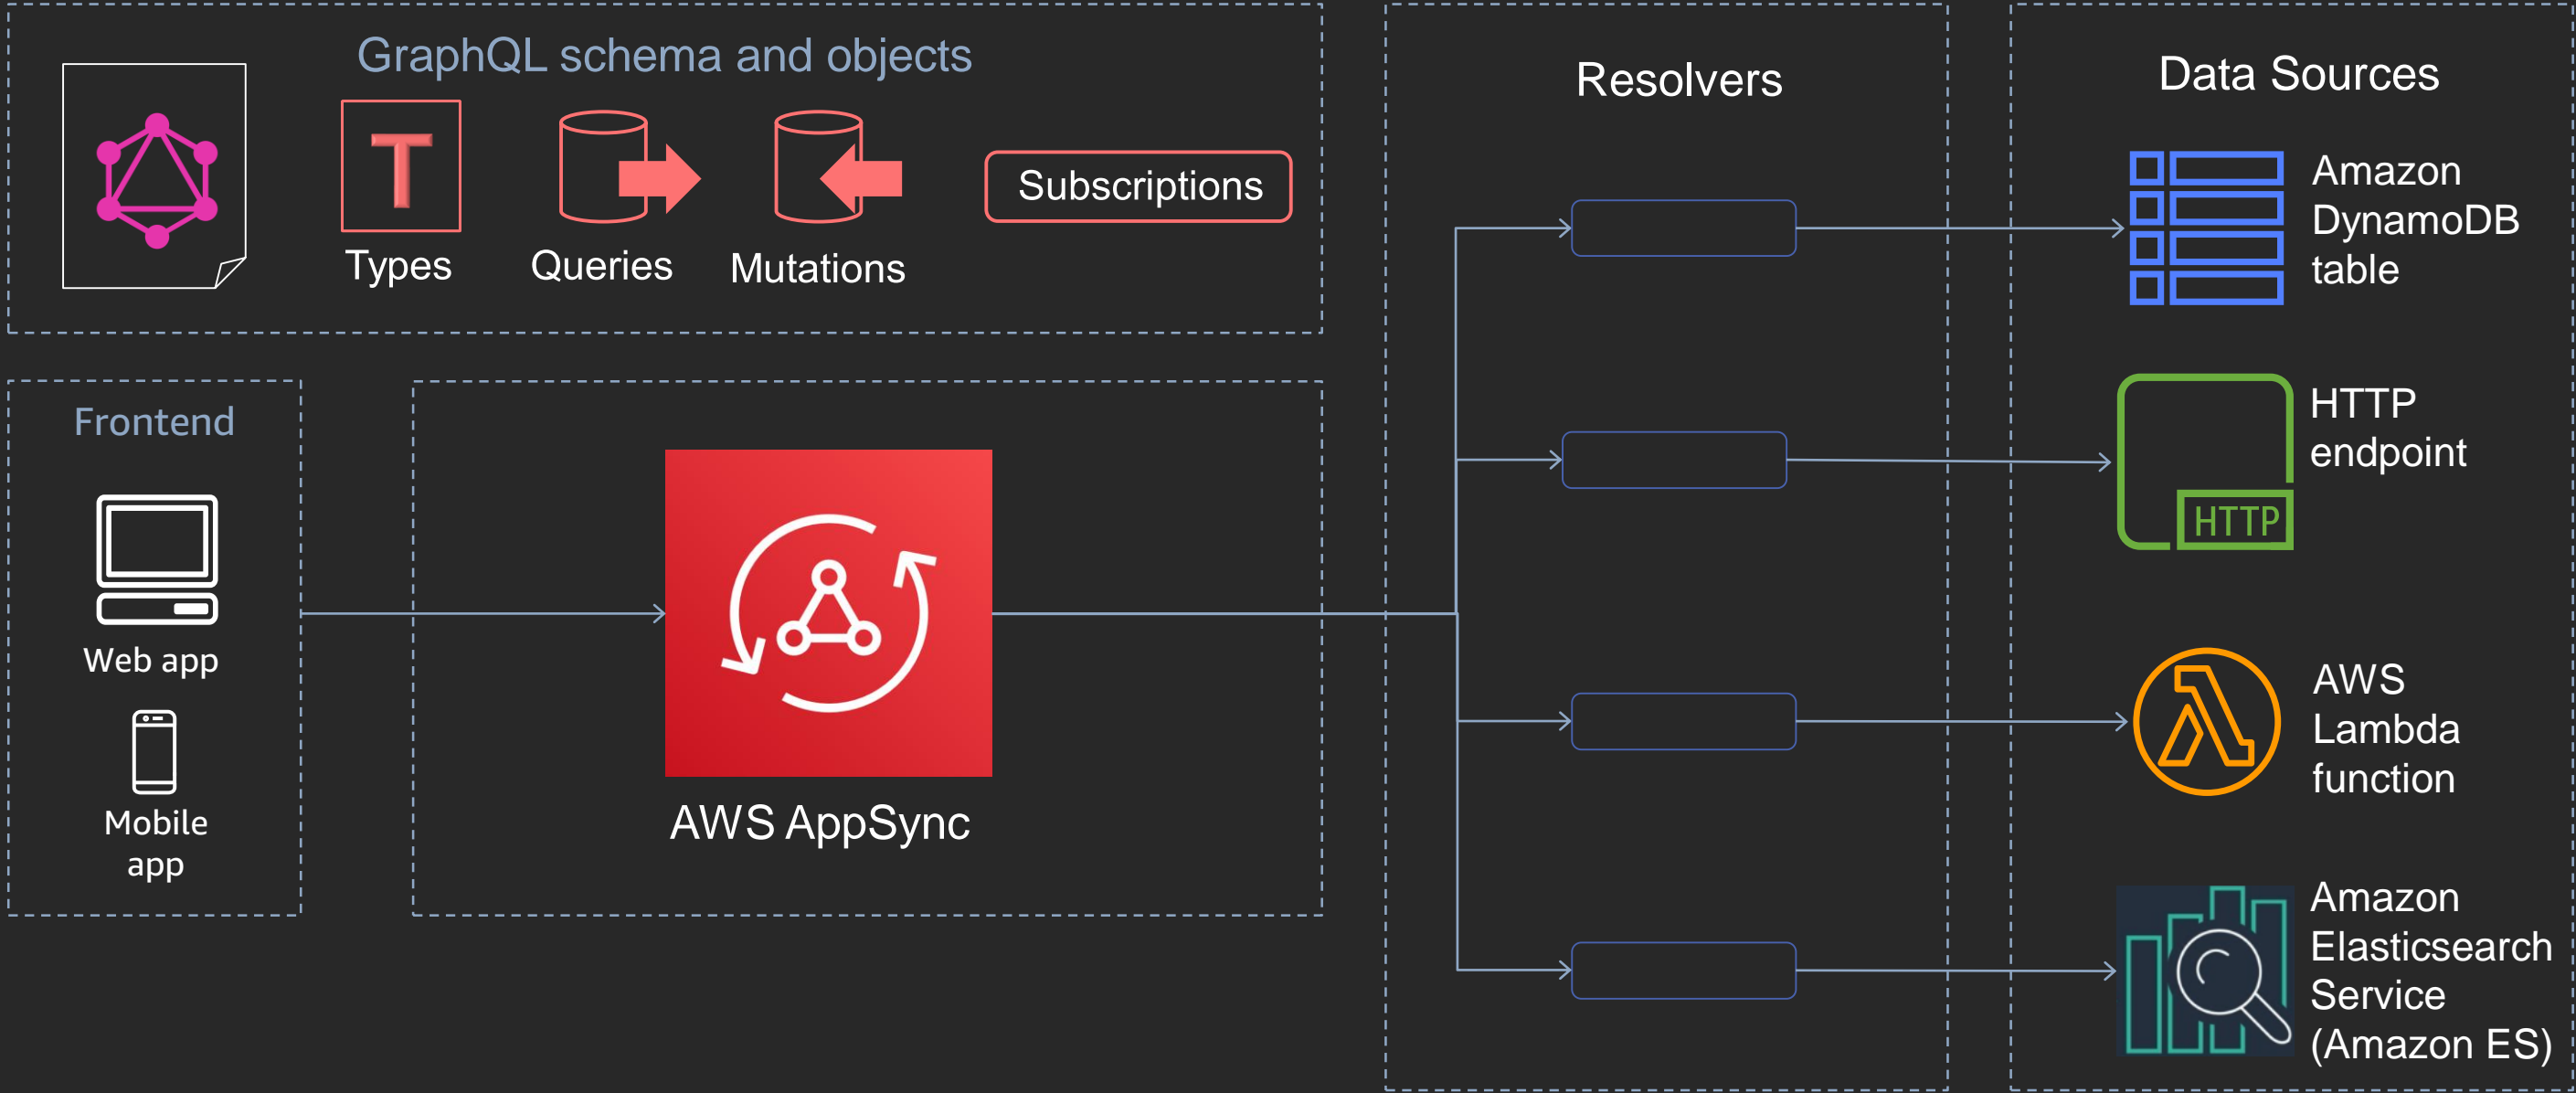 GraphQL schema and objects
T
Types
Queries
Mutations
Subscriptions
Frontend
Web app
Mobile
app
AWS AppSync
Resolvers
Data Sources
Amazon
DynamoDB
table
HTTP
endpoint
HTTP
AWS
Lambda
function
Amazon
Elasticsearch
Service
(Amazon ES)